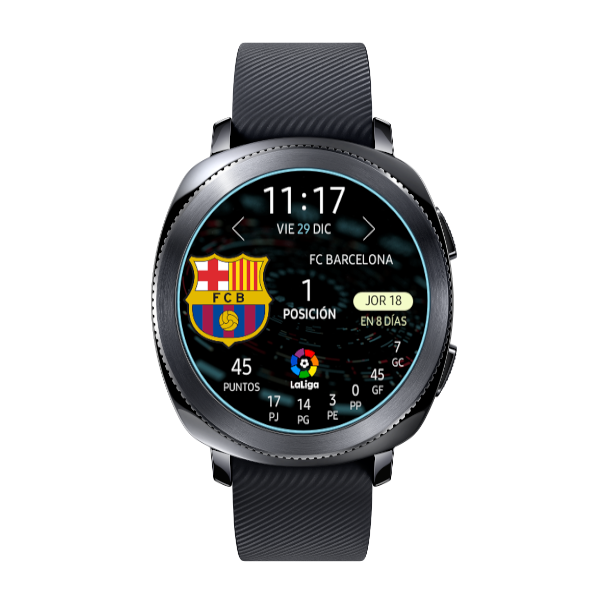 11:17
VIE 29 DIC
FC BARCELONA
FCB
1
POSICIÓN
JOR 18
EN 8 DÍAS
45
PUNTOS
LaLiga
17
PJ
14
PG
3
PE
0
PP
45
GF
7
GC